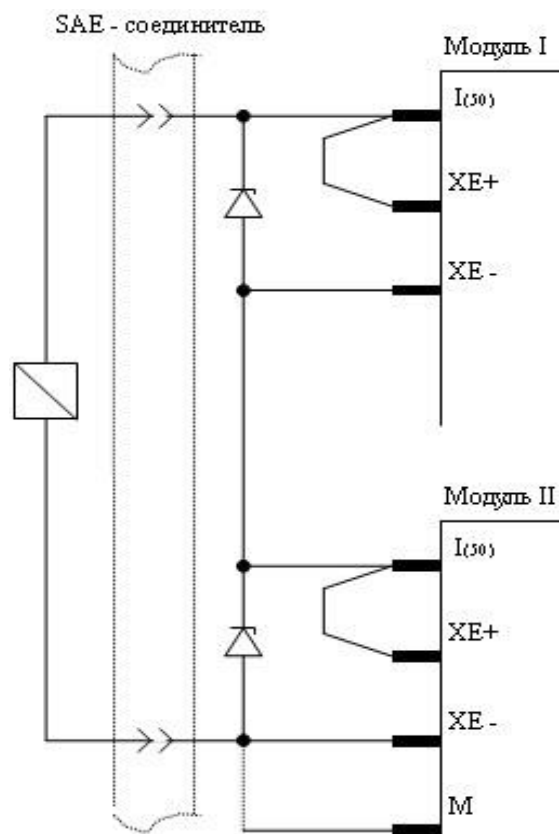 SAE - соединитель
Модуль I
I(50)
XE+
XE -
Модуль II
I(50)
XE+
XE -
M